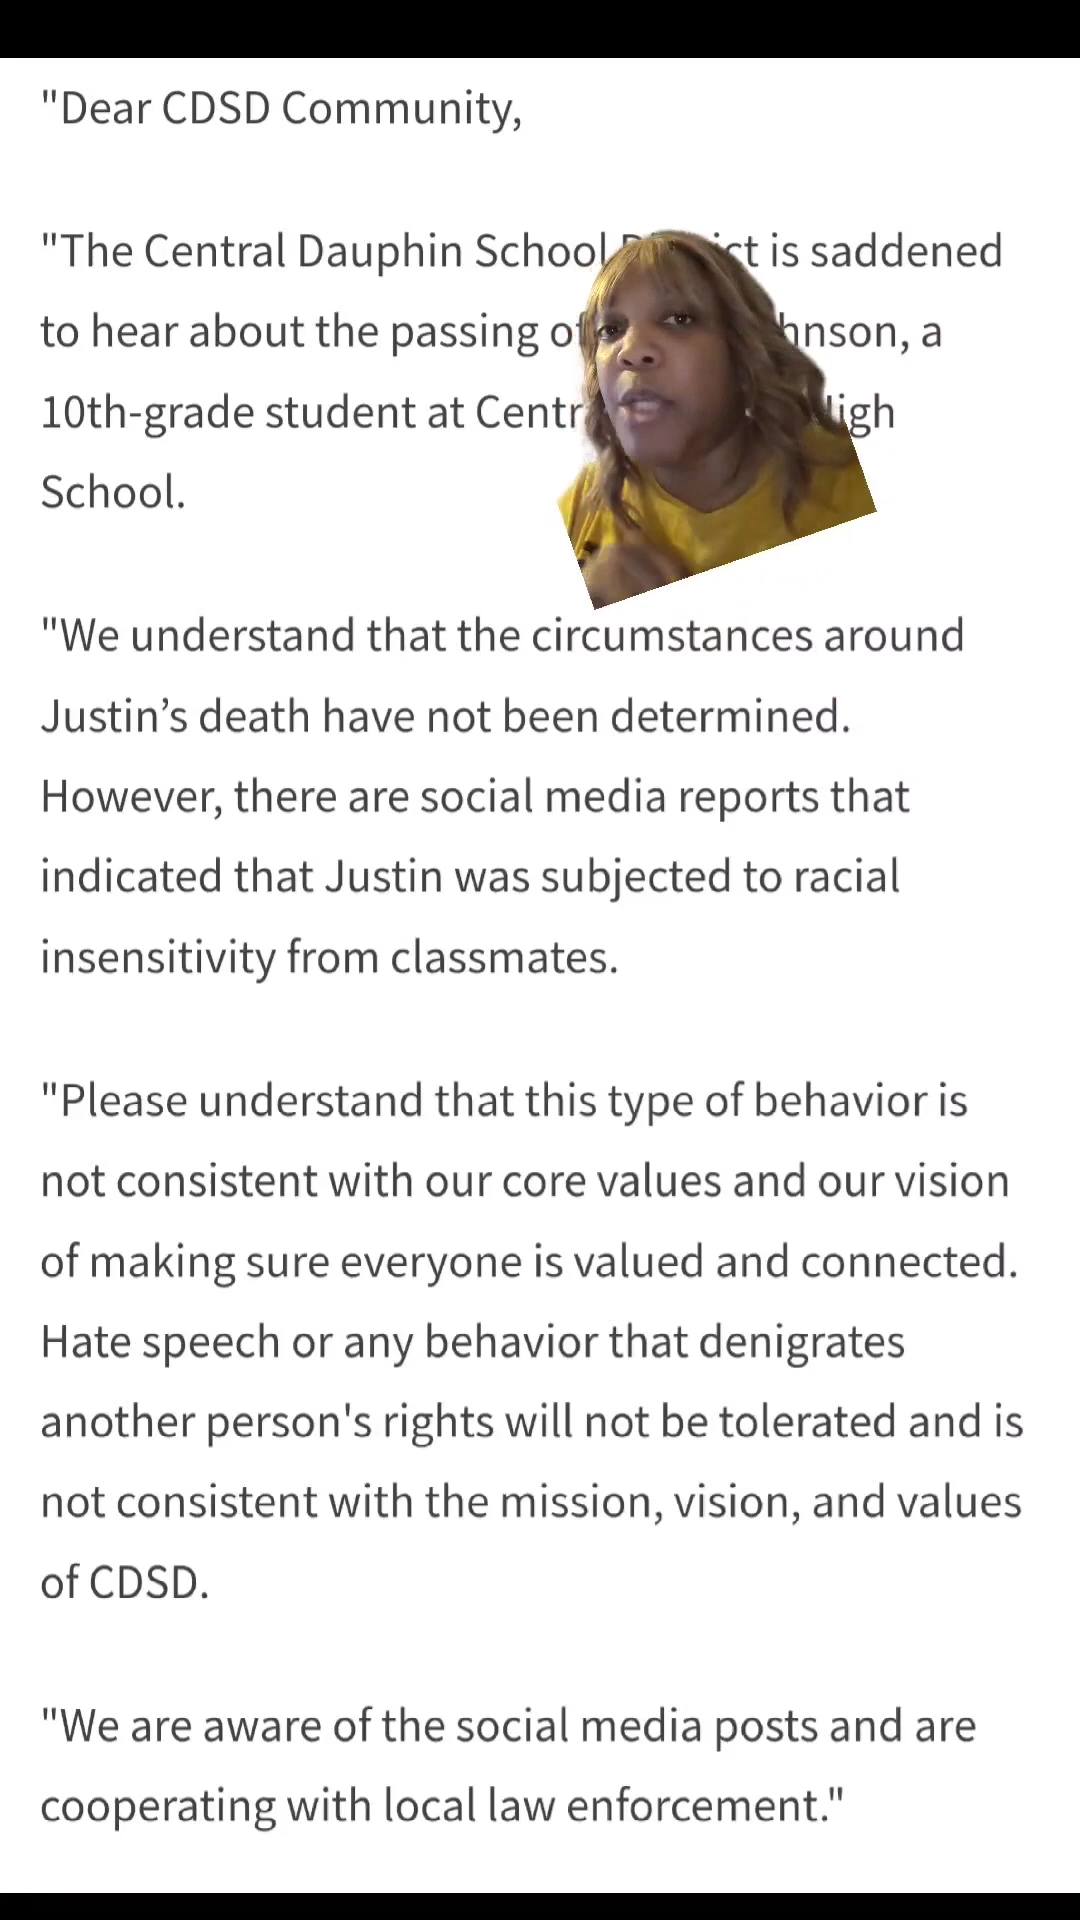 "Dear CDSD Community,
"The Central Dauphin School is saddened
to hear about the passing of a
10th-grade student at
School.
"We understand that the circumstances around
Justin’s death have not been determined.
However, there are social media reports that
indicated that Justin was subjected to racial
insensitivity from classmates.
"Please understand that this type of behavior is
not consistent with our core values and our vision
of making sure everyone is valued and connected.
Hate speech or any behavior that denigrates
another person's rights will not be tolerated and is
not consistent with the mission, vision, and values
of CDSD.
"We are aware of the social media posts and are
cooperating with local law enforcement."